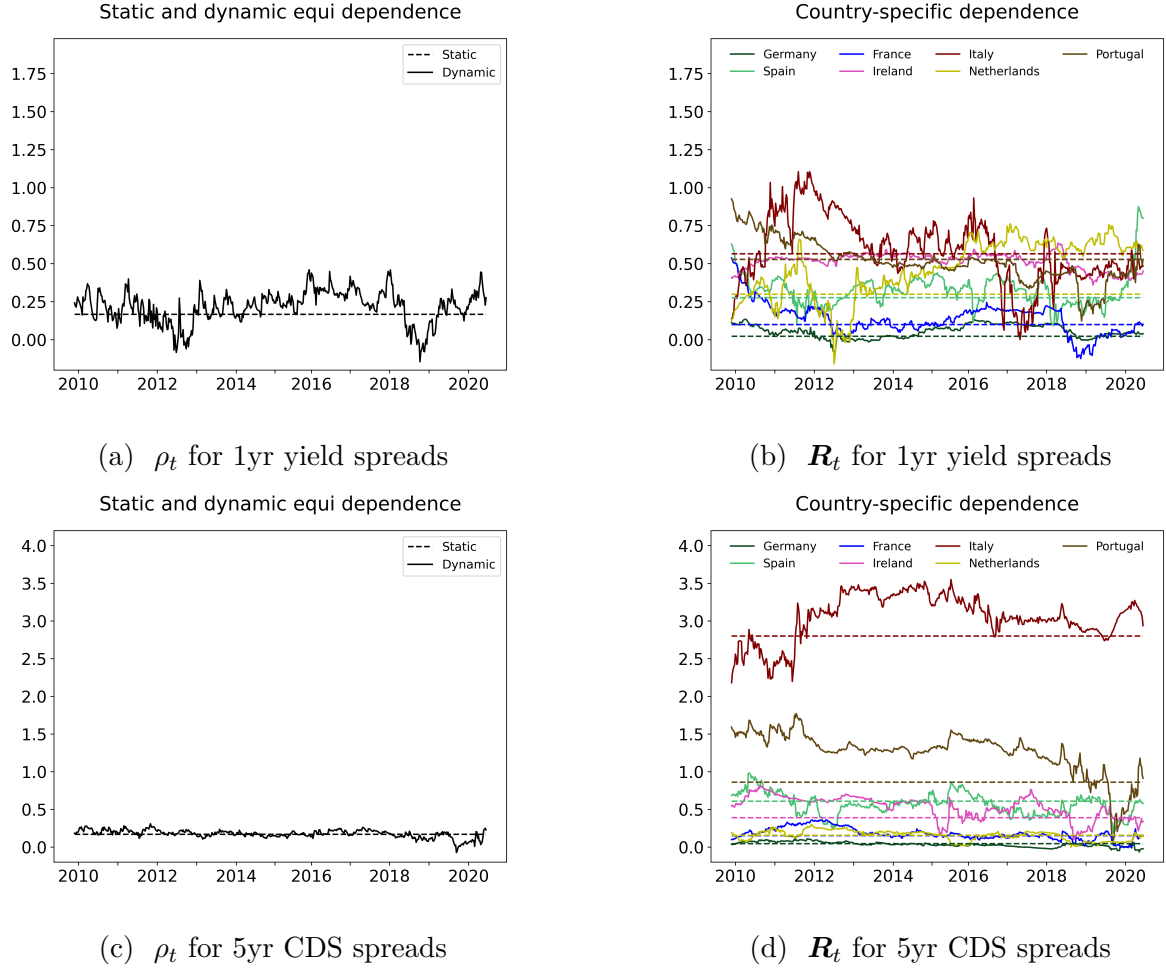 Static and dynamic equi dependence
Static
Dynamic
1.75
1.50
1.25
1.00
0.75
0.50
0.25
0.00
2010 2012 2014 2016 2018 2020
(a) ρt for 1yr yield spreads
Country-specific dependence
Germany France Italy Portugal
Spain Ireland Netherlands
1.75
1.50
1.25
1.00
0.75
0.50
0.25
0.00
2010 2012 2014 2016 2018 2020
(b) Rt for 1yr yield spreads
Static and dynamic equi dependence
Static
Dynamic
4.0
3.5
3.0
2.5
2.0
1.5
1.0
0.5
0.0
2010 2012 2014 2016 2018 2020
(c) ρt for 5yr CDS spreads
Country-specific dependence
Germany France Italy Portugal
Spain Ireland Netherlands
4.0
3.5
3.0
2.5
2.0
1.5
1.0
0.5
0.0
2010 2012 2014 2016 2018 2020
(d) Rt for 5yr CDS spreads